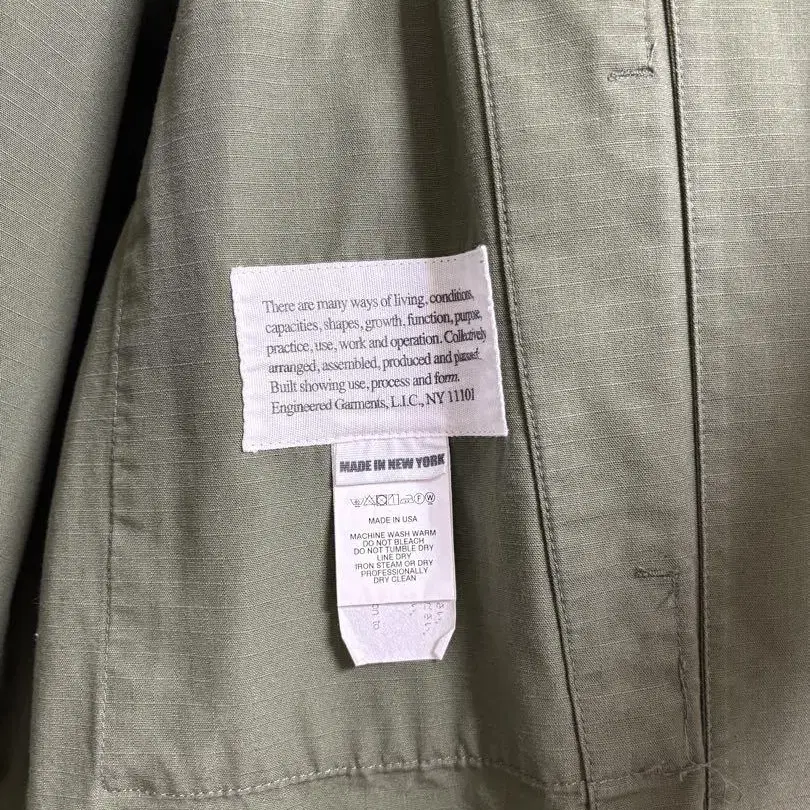 There are many ways of living, conditions,
capacities, shapes, growth, function, purpose,
practice, use, work and operation. Collectively
arranged, assembled, produced and passed.
Built showing use, process and form.
Engineered Garments, L.I.C., NY 11101
MADE IN NEW YORK
F W
MADE IN USA
MACHINE WASH WARM
DO NOT BLEACH
DO NOT TUMBLE DRY
LINE DRY
IRON STEAM OR DRY
PROFESSIONALLY
DRY CLEAN